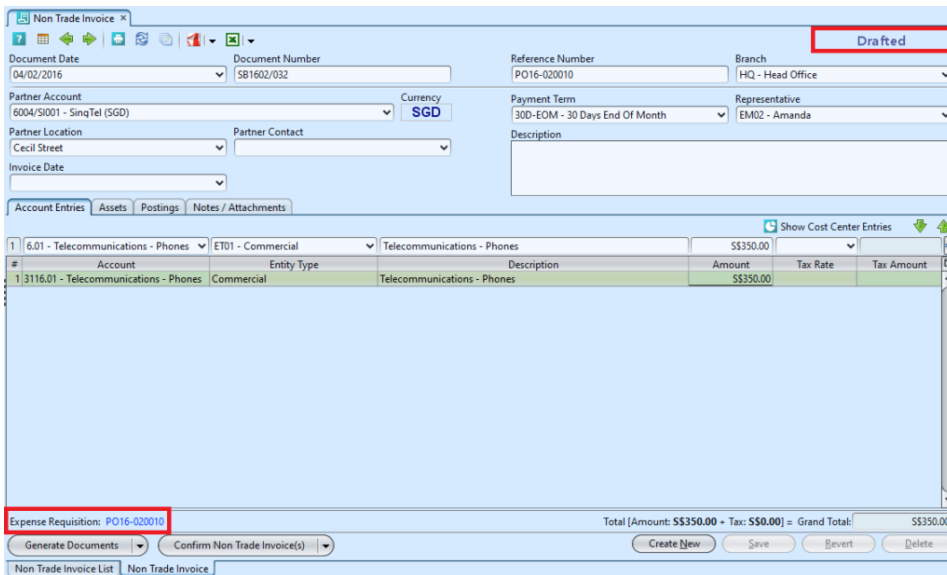 Non Trade Invoice ×
Drafted
Document Date Document Number Reference Number Branch
04/02/2016 SB1602/032 PO16-020010 HQ - Head Office
Partner Account Currency Payment Term Representative
6004/SI001 - SingTel (SGD) SGD 30D-EOM - 30 Days End Of Month EM02 - Amanda
Partner Location Partner Contact Description
Cecil Street
Invoice Date
Account Entries Assets Postings Notes / Attachments
Show Cost Center Entries
1 6.01 - Telecommunications - Phones ET01 - Commercial Telecommunications - Phones S$350.00
# Account Entity Type Description Amount Tax Rate Tax Amount
1 3116.01 - Telecommunications - Phones Commercial Telecommunications - Phones S$350.00
Expense Requisition: PO16-020010 Total [Amount: S$350.00 + Tax: S$0.00] = Grand Total: S$350.00
Generate Documents Confirm Non Trade Invoice(s) Create New Save Revert Delete
Non Trade Invoice List Non Trade Invoice